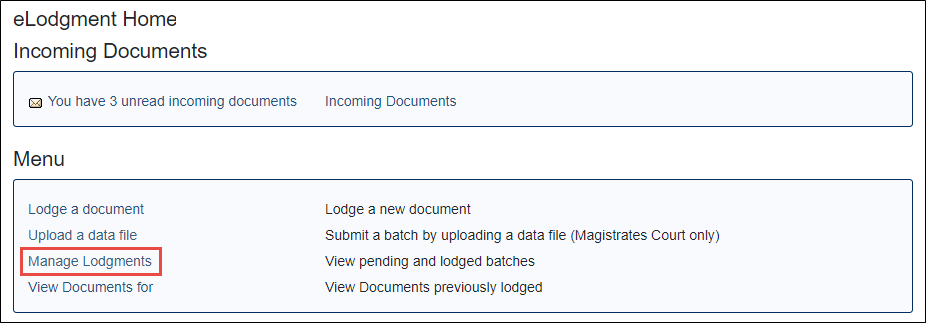 eLodgment Home
Incoming Documents
You have 3 unread incoming documents Incoming Documents
Menu
Lodge a document Lodge a new document
Upload a data file Submit a batch by uploading a data file (Magistrates Court only)
Manage Lodgments View pending and lodged batches
View Documents for View Documents previously lodged